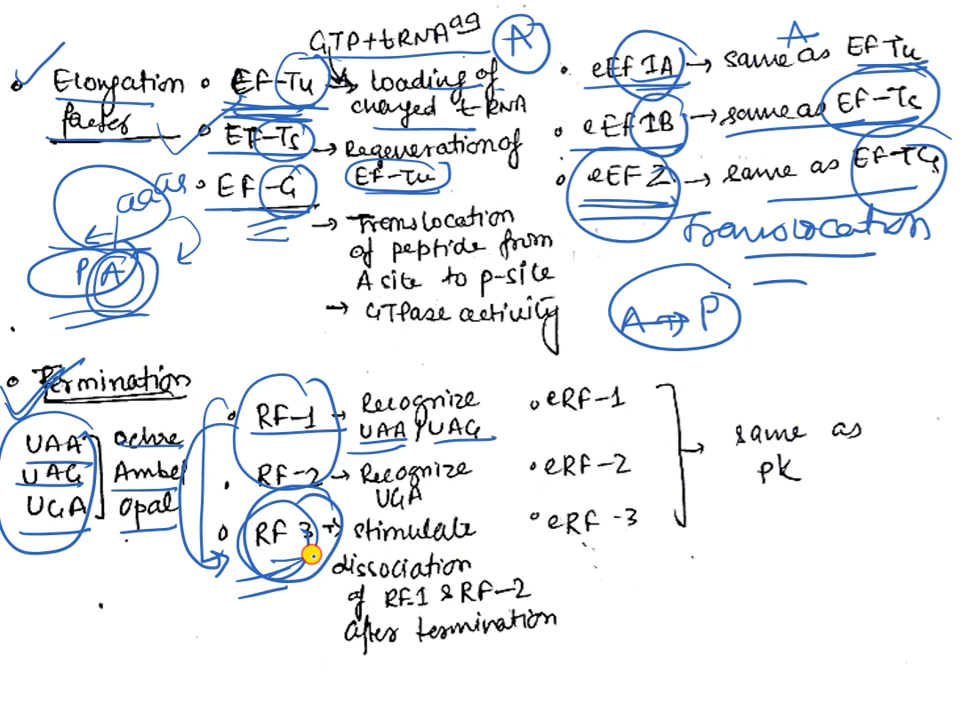 GTP+tRNA^aa A
• Elongation factor
• EF-Tu → loading of charged t-RNA
• EF-Ts → Regeneration of EF-Tu
• EF-G → Translocation of peptide from A site to p-site
→ GTPase activity
aa aa
P A
A
• eEf 1A → same as Ef Tu
• eEf 1B → same as EF-Ts
• eEF 2 → same as EF-TG
Translocation
A → P
• Termination
UAA Ochre
UAG Amber
UGA Opal
• RF-1 → Recognize UAA / UAG
• RF-2 → Recognize UGA
• RF 3 → stimulate dissociation of RF-1 & RF-2 after termination
• eRF-1
• eRF-2
• eRF-3
→ same as pk